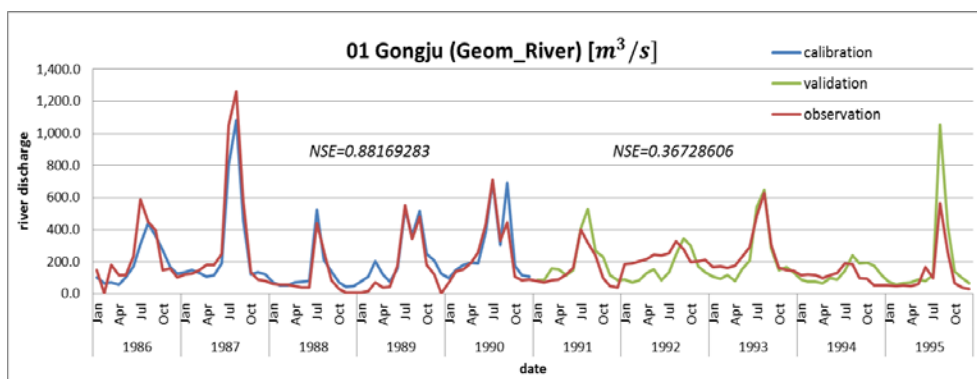 01 Gongju (Geom_River) [m³/s]
calibration
validation
observation
NSE=0.88169283
NSE=0.36728606
river discharge
1,400.0
1,200.0
1,000.0
800.0
600.0
400.0
200.0
0.0
Jan Apr Jul Oct Jan Apr Jul Oct Jan Apr Jul Oct Jan Apr Jul Oct Jan Apr Jul Oct Jan Apr Jul Oct Jan Apr Jul Oct Jan Apr Jul Oct Jan Apr Jul Oct Jan Apr Jul Oct
1986 1987 1988 1989 1990 1991 1992 1993 1994 1995
date